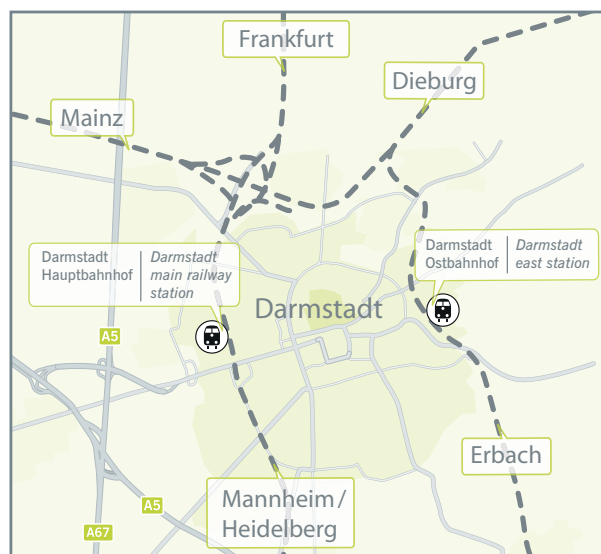 Frankfurt
Dieburg
Mainz
Darmstadt
Hauptbahnhof
Darmstadt
main railway
station
Darmstadt
Ostbahnhof
Darmstadt
east station
Darmstadt
A5
Erbach
Mannheim /
Heidelberg
A5
A67